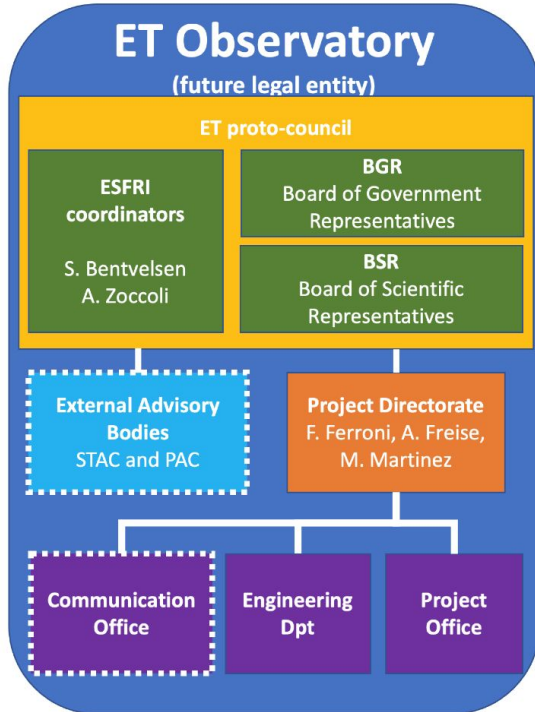 ET Observatory
(future legal entity)
ET proto-council
ESFRI
coordinators
S. Bentvelsen
A. Zoccoli
BGR
Board of Government
Representatives
BSR
Board of Scientific
Representatives
External Advisory
Bodies
STAC and PAC
Project Directorate
F. Ferroni, A. Freise,
M. Martinez
Communication
Office
Engineering
Dpt
Project
Office